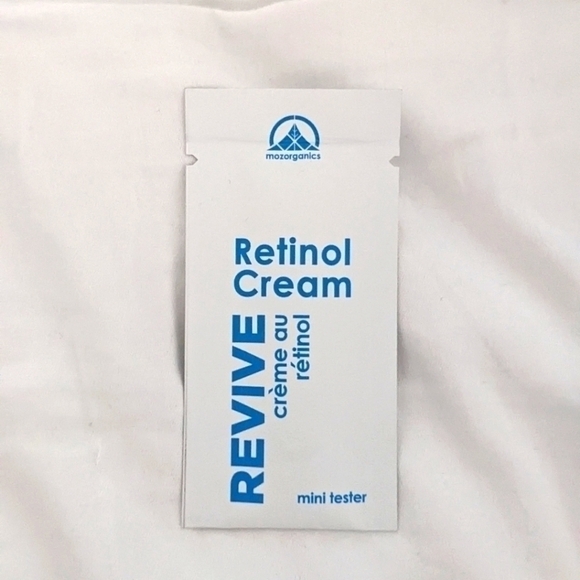 mozorganics
Retinol
Cream
REVIVE
crème au
rétinol
mini tester